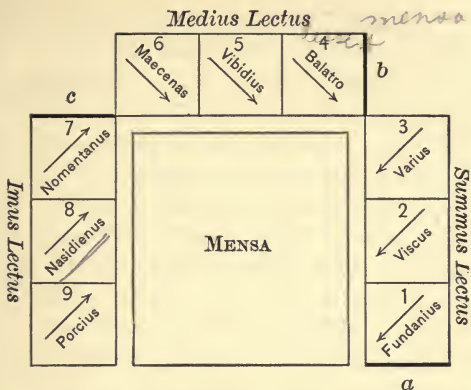 Medius Lectus
mensa
6 5 4
Maecenas Vibidius Balatro
b
c
7
Nomentanus
3
Varius
Imus Lectus
8
Nasidienus
MENSA
2
Viscus
Summus Lectus
9
Porcius
1
Fundanius
a